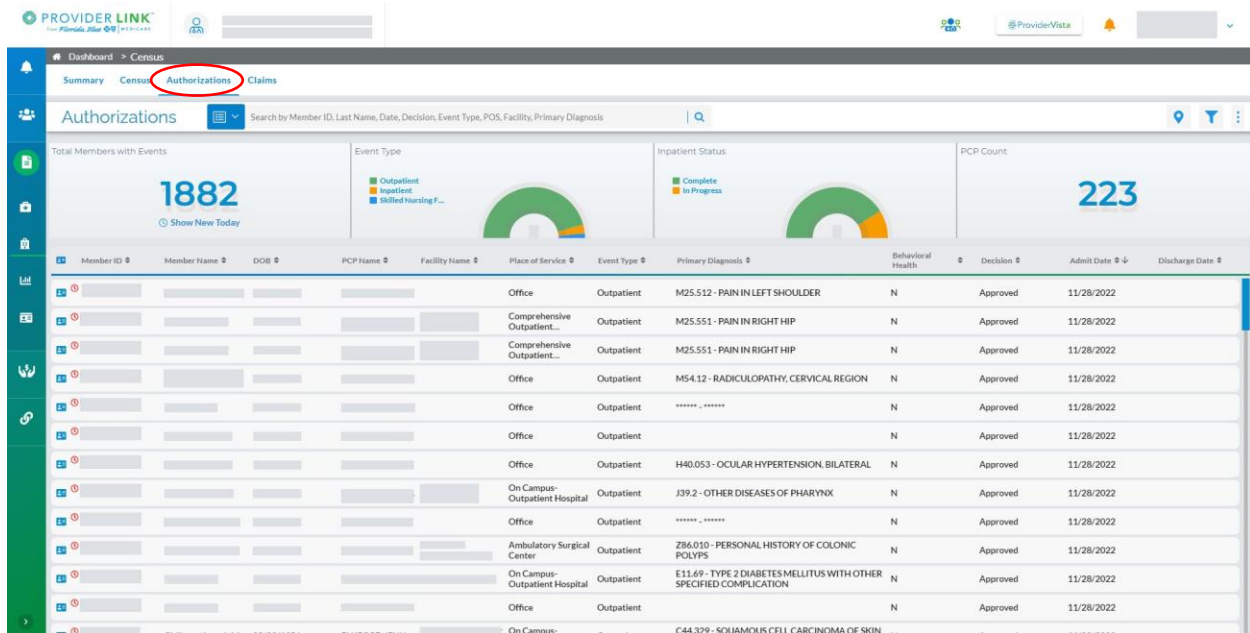 PROVIDER LINK
from Florida Blue MEDICARE
ProviderVista
Dashboard > Census
Summary Census Authorizations Claims
Authorizations Search by Member ID, Last Name, Date, Decision, Event Type, POS, Facility, Primary Diagnosis
Total Members with Events Event Type Inpatient Status PCP Count
Outpatient Complete
Inpatient In Progress
Skilled Nursing F...
1882 223
Show New Today
Member ID Member Name DOB PCP Name Facility Name Place of Service Event Type Primary Diagnosis Behavioral Health Decision Admit Date Discharge Date
Office Outpatient M25.512 - PAIN IN LEFT SHOULDER N Approved 11/28/2022
Comprehensive Outpatient... Outpatient M25.551 - PAIN IN RIGHT HIP N Approved 11/28/2022
Comprehensive Outpatient... Outpatient M25.551 - PAIN IN RIGHT HIP N Approved 11/28/2022
Office Outpatient M54.12 - RADICULOPATHY, CERVICAL REGION N Approved 11/28/2022
Office Outpatient ****** - ****** N Approved 11/28/2022
Office Outpatient N Approved 11/28/2022
Office Outpatient H40.053 - OCULAR HYPERTENSION, BILATERAL N Approved 11/28/2022
On Campus-Outpatient Hospital Outpatient J39.2 - OTHER DISEASES OF PHARYNX N Approved 11/28/2022
Office Outpatient ****** - ****** N Approved 11/28/2022
Ambulatory Surgical Center Outpatient Z86.010 - PERSONAL HISTORY OF COLONIC POLYPS N Approved 11/28/2022
On Campus-Outpatient Hospital Outpatient E11.69 - TYPE 2 DIABETES MELLITUS WITH OTHER SPECIFIED COMPLICATION N Approved 11/28/2022
Office Outpatient N Approved 11/28/2022
On Campus- C44.329 - SQUAMOUS CELL CARCINOMA OF SKIN